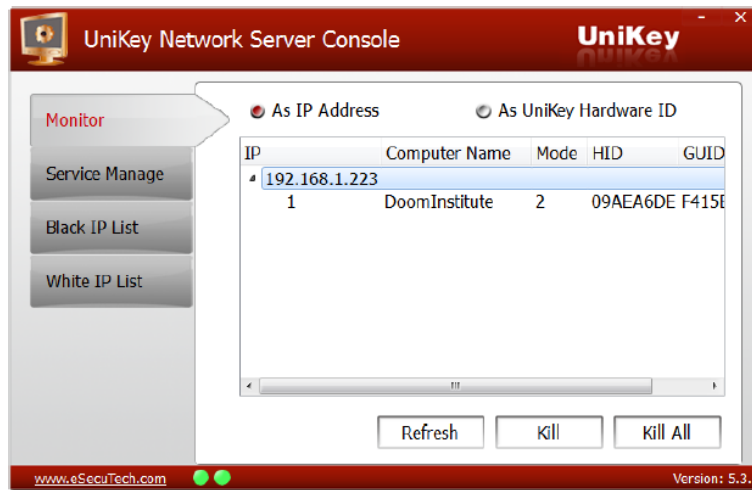 UniKey Network Server Console
UniKey
Monitor
Service Manage
Black IP List
White IP List
As IP Address As UniKey Hardware ID
IP Computer Name Mode HID GUID
192.168.1.223
1 DoomInstitute 2 09AEA6DE
Refresh Kill Kill All
www.eSecuTech.com Version: 5.3.